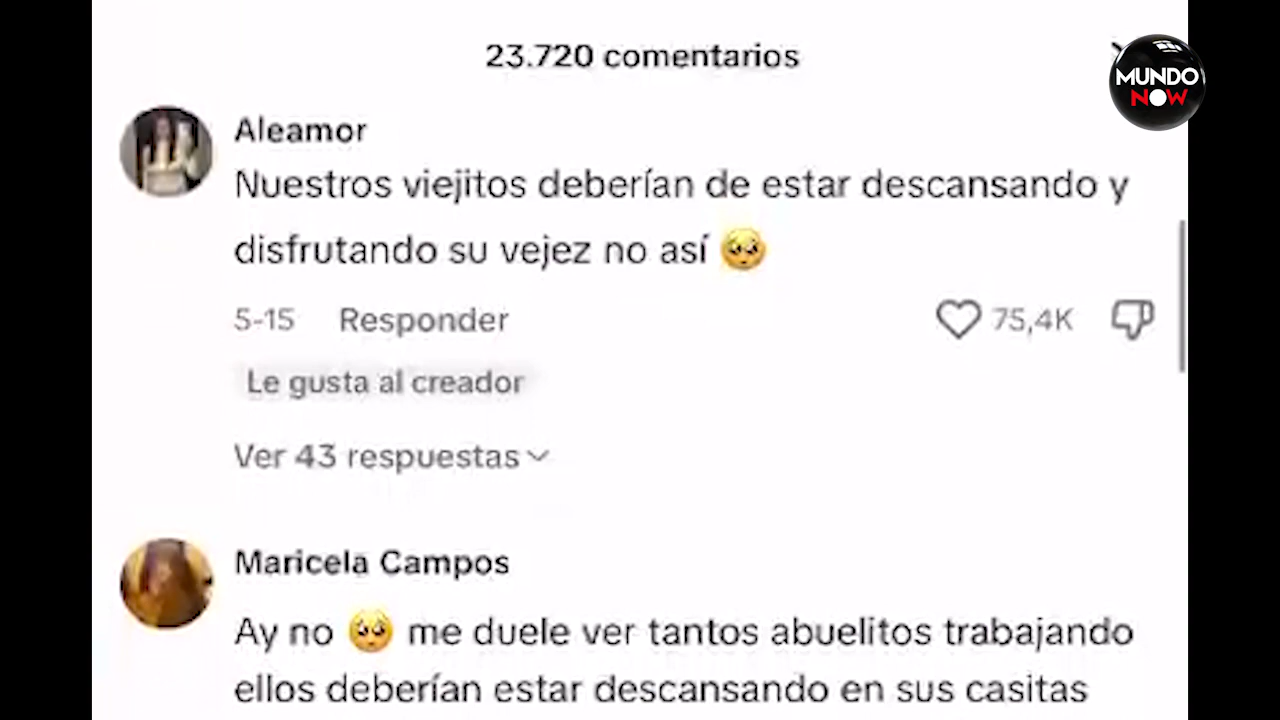 23.720 comentarios
MUNDO
NOW
Aleamor
Nuestros viejitos deberían de estar descansando y
disfrutando su vejez no así 🥺
5-15 Responder 75,4K
Le gusta al creador
Ver 43 respuestas
Maricela Campos
Ay no 🥺 me duele ver tantos abuelitos trabajando
ellos deberían estar descansando en sus casitas